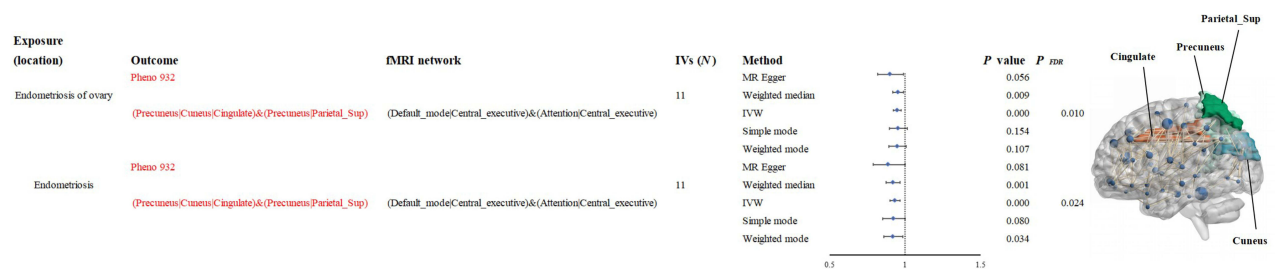 Exposure
(location) Outcome fMRI network IVs (N) Method P value P FDR
Pheno 932 MR Egger 0.056
Endometriosis of ovary 11 Weighted median 0.009
(Precuneus|Cuneus|Cingulate)&(Precuneus|Parietal_Sup) (Default_mode|Central_executive)&(Attention|Central_executive) IVW 0.000 0.010
Simple mode 0.154
Weighted mode 0.107
Pheno 932 MR Egger 0.081
Endometriosis 11 Weighted median 0.001
(Precuneus|Cuneus|Cingulate)&(Precuneus|Parietal_Sup) (Default_mode|Central_executive)&(Attention|Central_executive) IVW 0.000 0.024
Simple mode 0.080
Weighted mode 0.034
0.5 1 1.5
Parietal_Sup
Precuneus
Cingulate
Cuneus